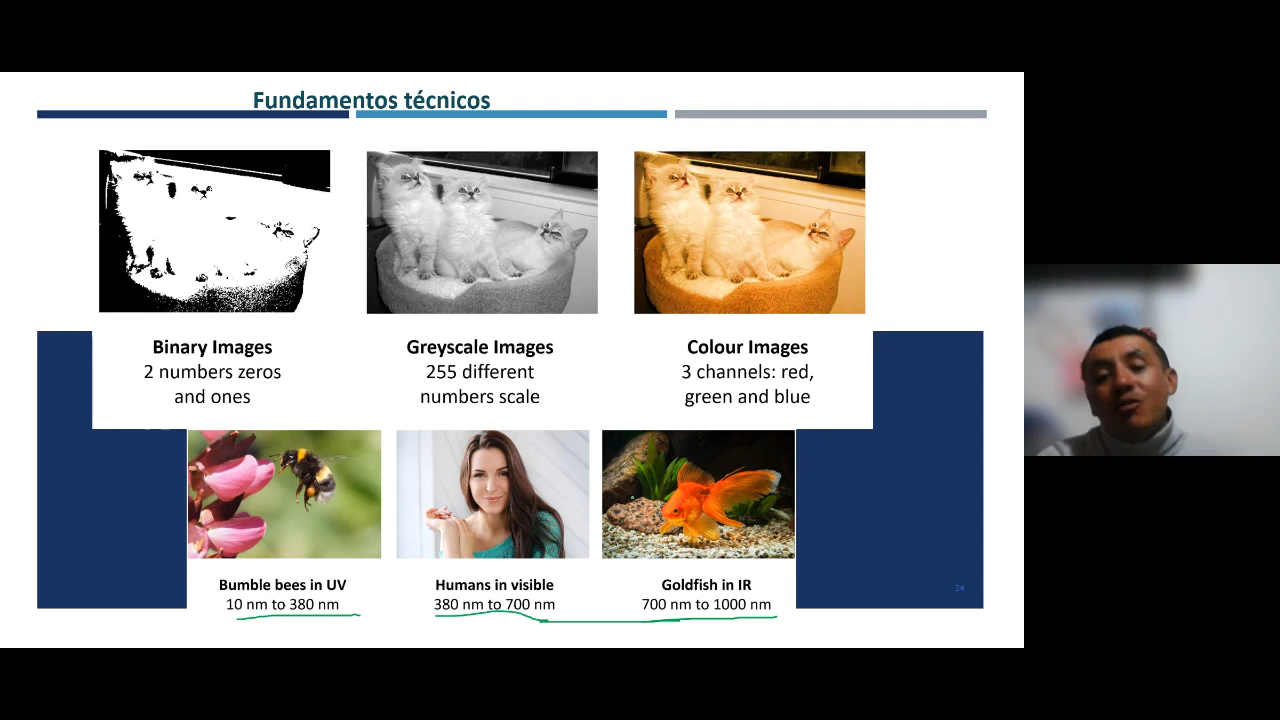 Fundamentos técnicos
Binary Images
2 numbers zeros
and ones
Greyscale Images
255 different
numbers scale
Colour Images
3 channels: red,
green and blue
Bumble bees in UV
10 nm to 380 nm
Humans in visible
380 nm to 700 nm
Goldfish in IR
700 nm to 1000 nm
24